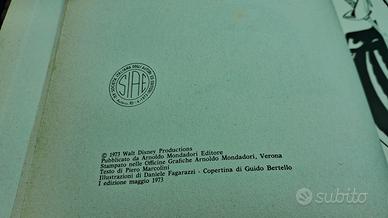 SIAE
© 1973 Walt Disney Productions
Pubblicato da Arnoldo Mondadori Editore
Stampato nelle Officine Grafiche Arnoldo Mondadori, Verona
Testo di Piero Marcolini
Illustrazioni di Daniele Fagarazzi - Copertina di Guido Bertello
I edizione maggio 1973
subito